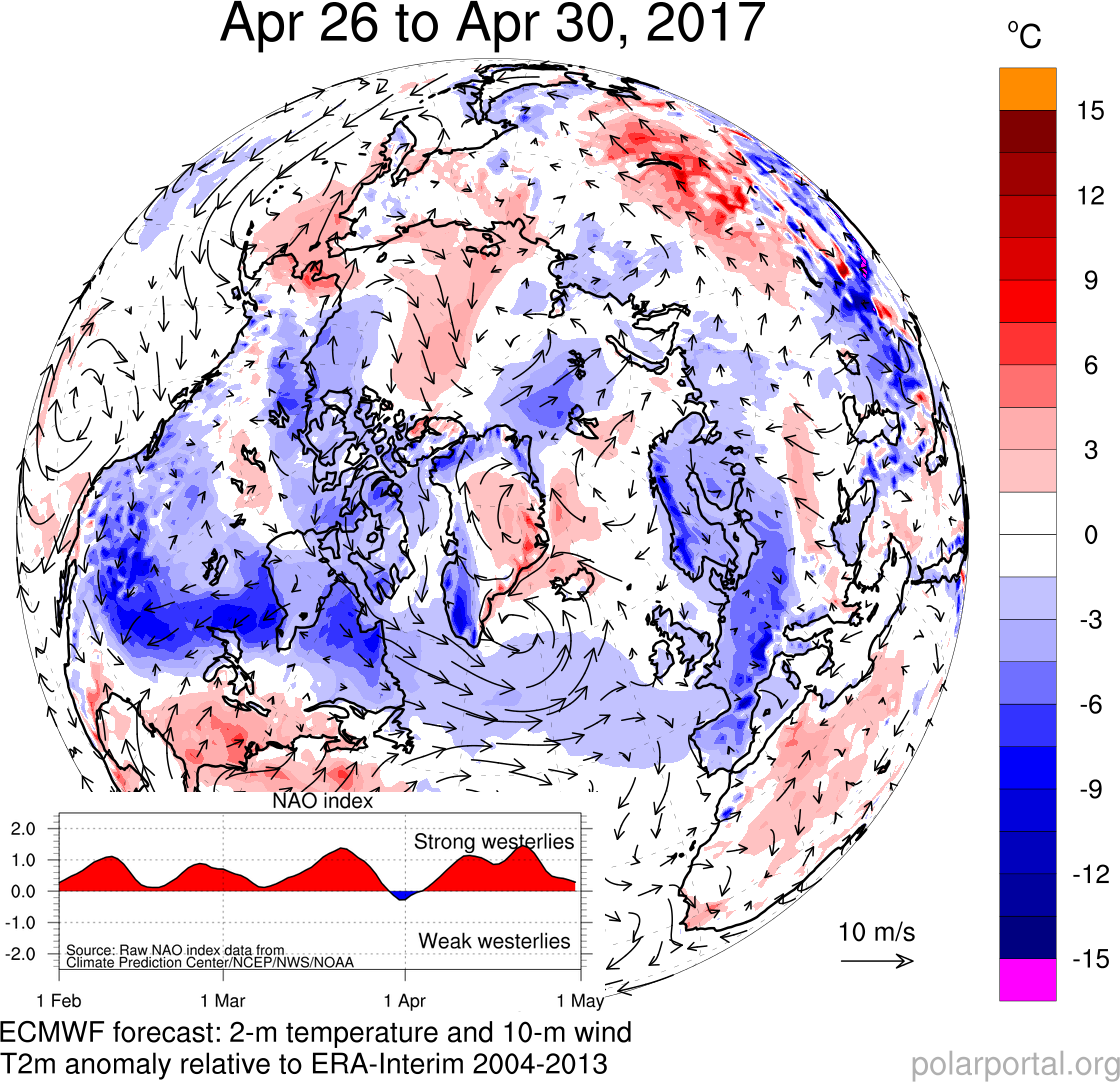 Apr 26 to Apr 30, 2017
°C
15
12
9
6
3
0
-3
-6
-9
-12
-15
NAO index
2.0
1.0
0.0
-1.0
-2.0
Strong westerlies
Weak westerlies
Source: Raw NAO index data from
Climate Prediction Center/NCEP/NWS/NOAA
1 Feb 1 Mar 1 Apr 1 May
10 m/s
ECMWF forecast: 2-m temperature and 10-m wind
T2m anomaly relative to ERA-Interim 2004-2013
polarportal.org